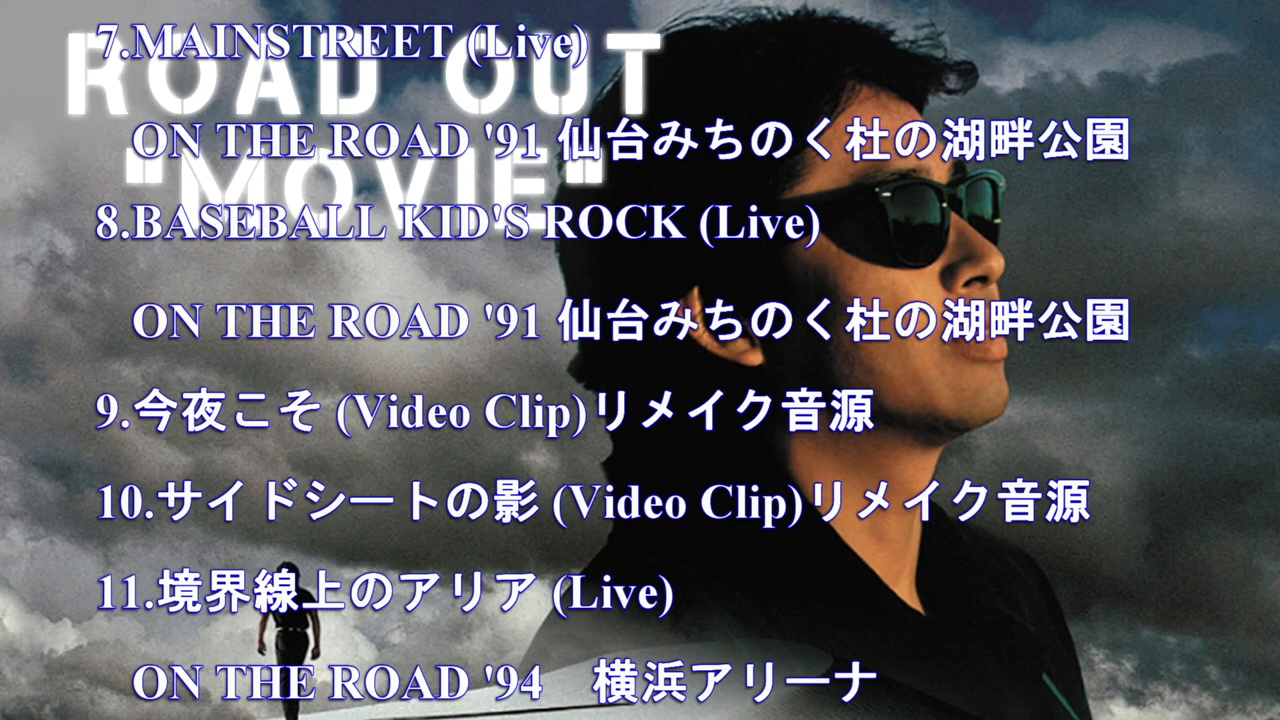 ROAD OUT
"MOVIE"
7.MAINSTREET (Live)
ON THE ROAD '91 仙台みちのく杜の湖畔公園
8.BASEBALL KID'S ROCK (Live)
ON THE ROAD '91 仙台みちのく杜の湖畔公園
9.今夜こそ (Video Clip)リメイク音源
10.サイドシートの影 (Video Clip)リメイク音源
11.境界線上のアリア (Live)
ON THE ROAD '94　横浜アリーナ